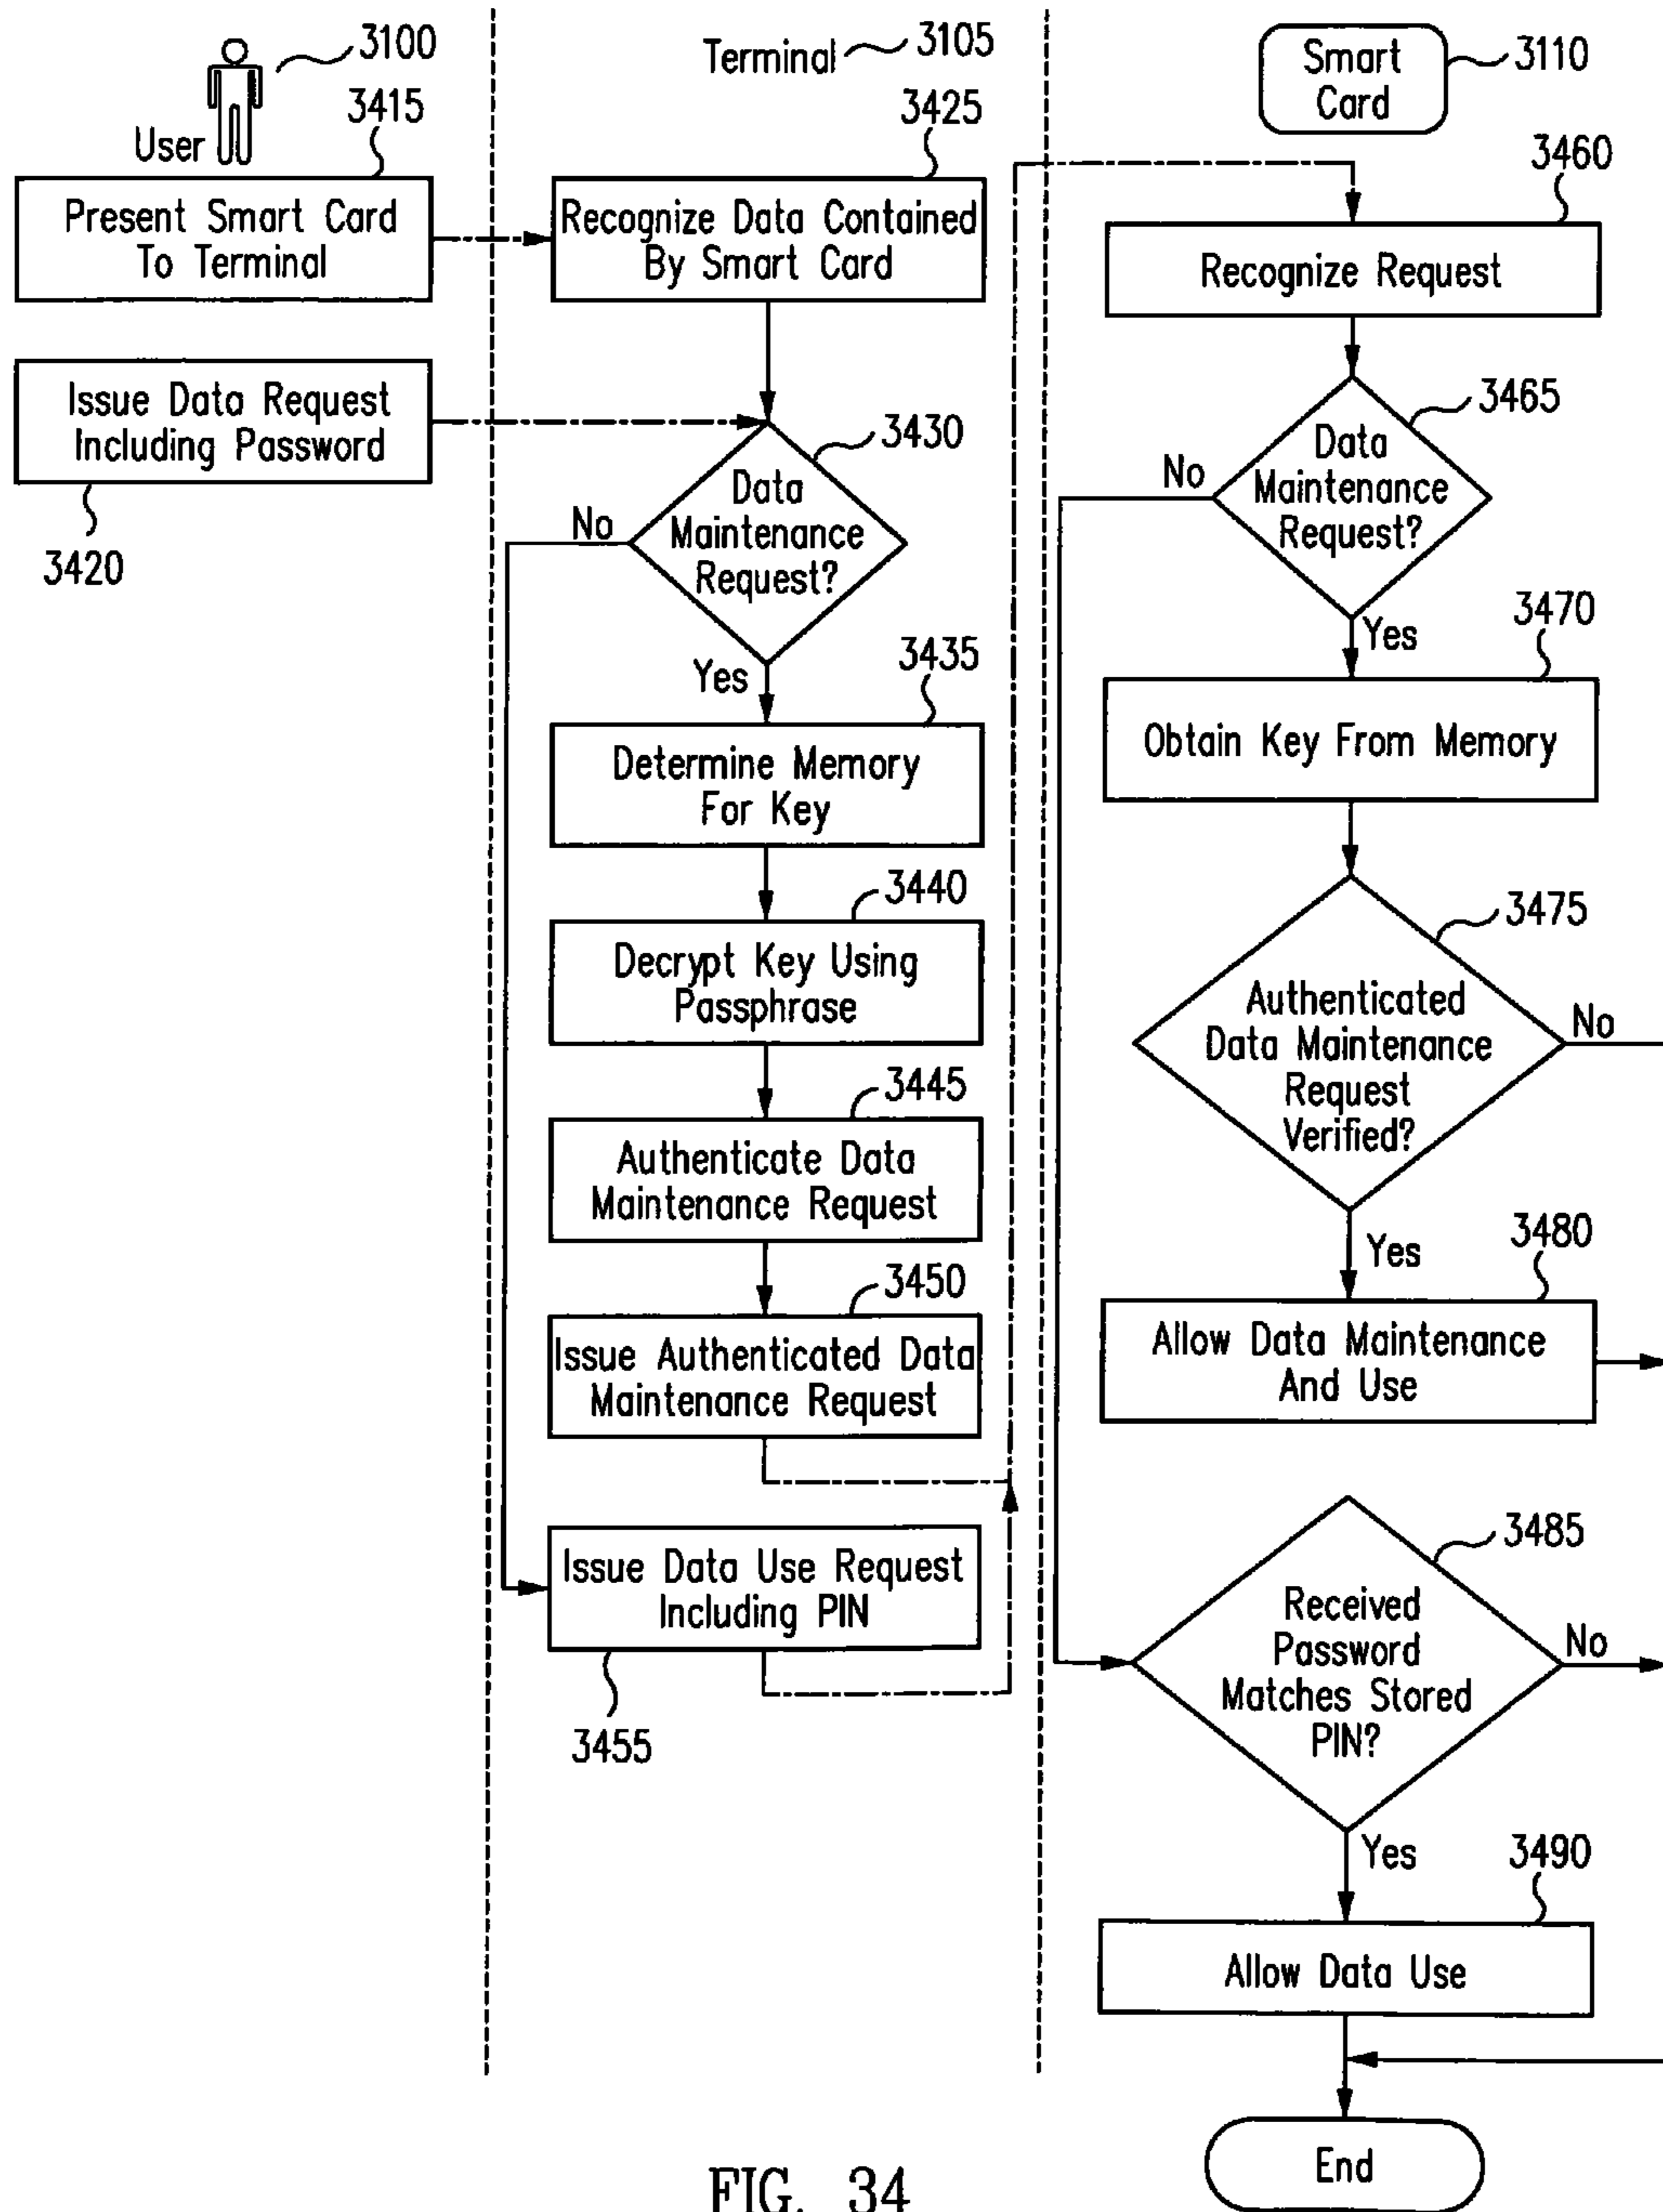 3100
User
3415
Present Smart Card
To Terminal
Issue Data Request
Including Password
3420
Terminal
3105
3425
Recognize Data Contained
By Smart Card
3430
Data
Maintenance
Request?
No
Yes
3435
Determine Memory
For Key
3440
Decrypt Key Using
Passphrase
3445
Authenticate Data
Maintenance Request
3450
Issue Authenticated Data
Maintenance Request
Issue Data Use Request
Including PIN
3455
Smart
Card
3110
3460
Recognize Request
3465
Data
Maintenance
Request?
No
Yes
3470
Obtain Key From Memory
3475
Authenticated
Data Maintenance
Request
Verified?
No
Yes
3480
Allow Data Maintenance
And Use
3485
Received
Password
Matches Stored
PIN?
No
Yes
3490
Allow Data Use
End
FIG. 34